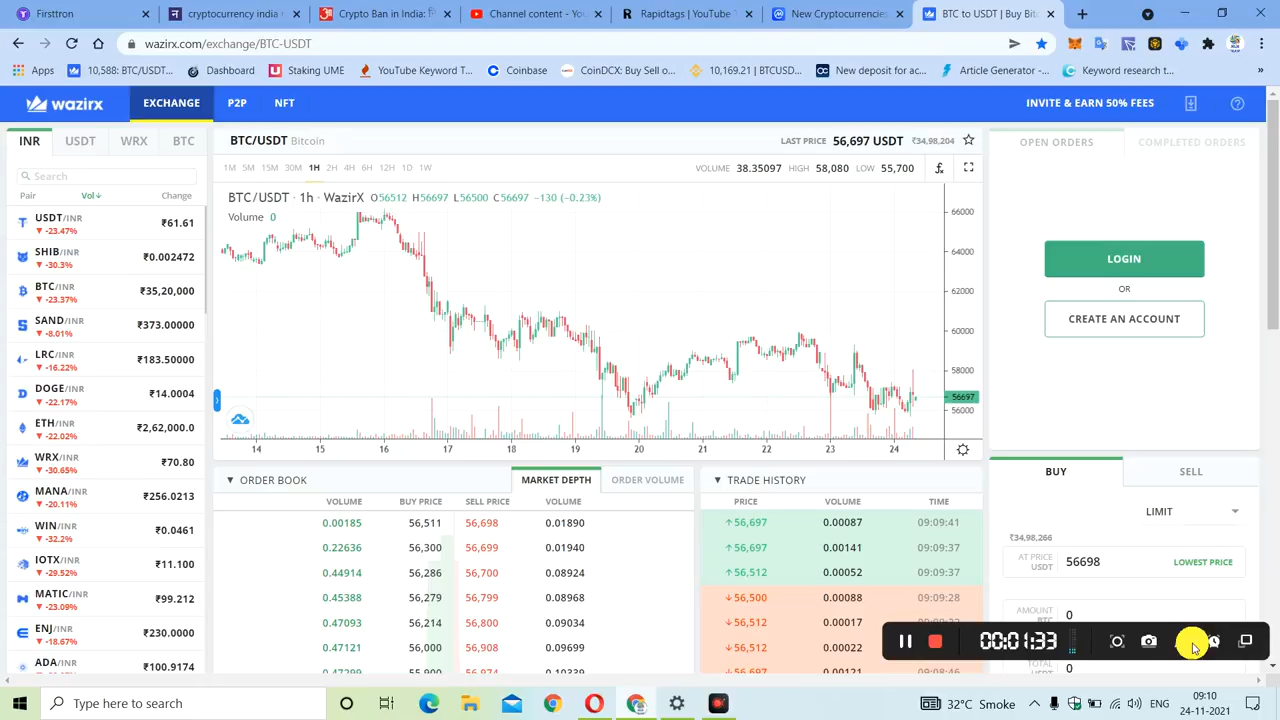 10,588: BTC/USDT
56,697 USDT
New Cryptocurren
USD to BTC
wazirx.com/exchange/BTC-USDT
Apps 10,588: BTC/USDT... Dashboard Staking UME YouTube Keyword T... Coinbase CoinDCX: Buy Sell o... 10,169.21 | BTCUSD... New deposit for CRU... Article Generator -... Keyword research t... »
wazirx EXCHANGE P2P NFT INVITE & EARN 50% FEES
INR USDT WRX BTC
Search
Pair Vol↓ Change
USDT/INR ₹61.61
▼ -23.47%
SHIB/INR ₹0.002472
▼ -30.3%
BTC/INR ₹35,20,000
▼ -23.37%
SAND/INR ₹373.00000
▼ -8.01%
LRC/INR ₹183.50000
▼ -16.22%
DOGE/INR ₹14.0004
▼ -22.17%
ETH/INR ₹2,62,000.0
▼ -22.02%
WRX/INR ₹70.80
▼ -30.65%
MANA/INR ₹256.0213
▼ -20.11%
WIN/INR ₹0.0461
▼ -32.2%
IOTX/INR ₹11.100
▼ -29.52%
MATIC/INR ₹99.212
▼ -23.09%
ENJ/INR ₹230.0000
▼ -18.67%
ADA/INR ₹100.9174
BTC/USDT Bitcoin LAST PRICE 56,697 USDT ₹34,98,204
1M 5M 15M 30M 1H 2H 4H 6H 12H 1D 1W VOLUME 38.35097 HIGH 58,080 LOW 55,700
BTC/USDT · 1h · WazirX O56512 H56697 L56500 C56697 -130 (-0.23%)
Volume 0
66000
64000
62000
60000
58000
56697
56000
14 15 16 17 18 19 20 21 22 23 24
▼ ORDER BOOK MARKET DEPTH ORDER VOLUME
VOLUME BUY PRICE SELL PRICE VOLUME
0.00185 56,511 56,698 0.01890
0.22636 56,300 56,699 0.01940
0.44914 56,286 56,700 0.08924
0.45388 56,279 56,799 0.08968
0.47093 56,214 56,800 0.09034
0.47121 56,000 56,908 0.09699
▼ TRADE HISTORY
PRICE VOLUME TIME
↑56,697 0.00087 09:09:41
↑56,697 0.00141 09:09:37
↑56,512 0.00052 09:09:37
↓56,500 0.00088 09:09:28
↓56,512 0.00017
↓56,512 0.00022
OPEN ORDERS COMPLETED ORDERS
LOGIN
OR
CREATE AN ACCOUNT
BUY SELL
LIMIT
₹34,98,266
AT PRICE USDT 56698 LOWEST PRICE
AMOUNT BTC 0
00:01:33
TOTAL USDT 0
Type here to search
32°C Smoke ENG 09:10
24-11-2021